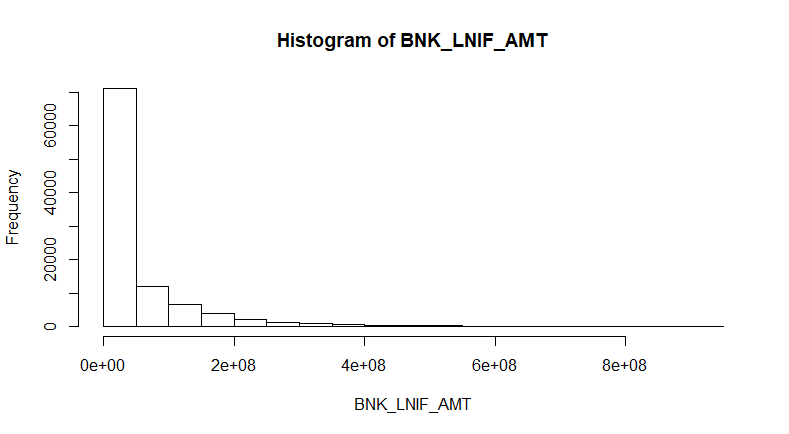 Histogram of BNK_LNIF_AMT
Frequency
60000
40000
20000
0
0e+00 2e+08 4e+08 6e+08 8e+08
BNK_LNIF_AMT